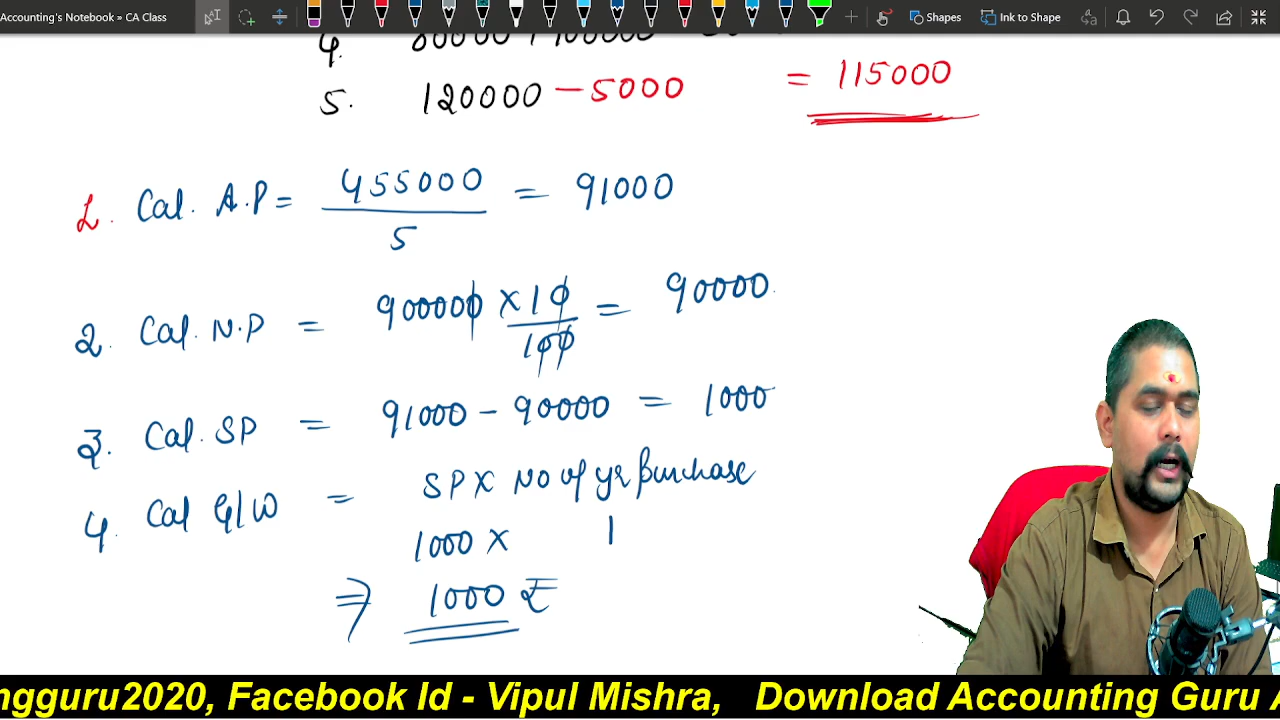 Accounting's Notebook » CA Class
Shapes
Ink to Shape
4.
5. 120000 - 5000 = 115000
1. Cal. A.P = 455000 / 5 = 91000
2. Cal. N.P = 900000 x 10 / 100 = 90000
3. Cal. SP = 91000 - 90000 = 1000
4. Cal G/W = SP X No of yr purchase
1000 X 1
⇒ 1000 ₹
ngguru2020, Facebook Id - Vipul Mishra, Download Accounting Guru A